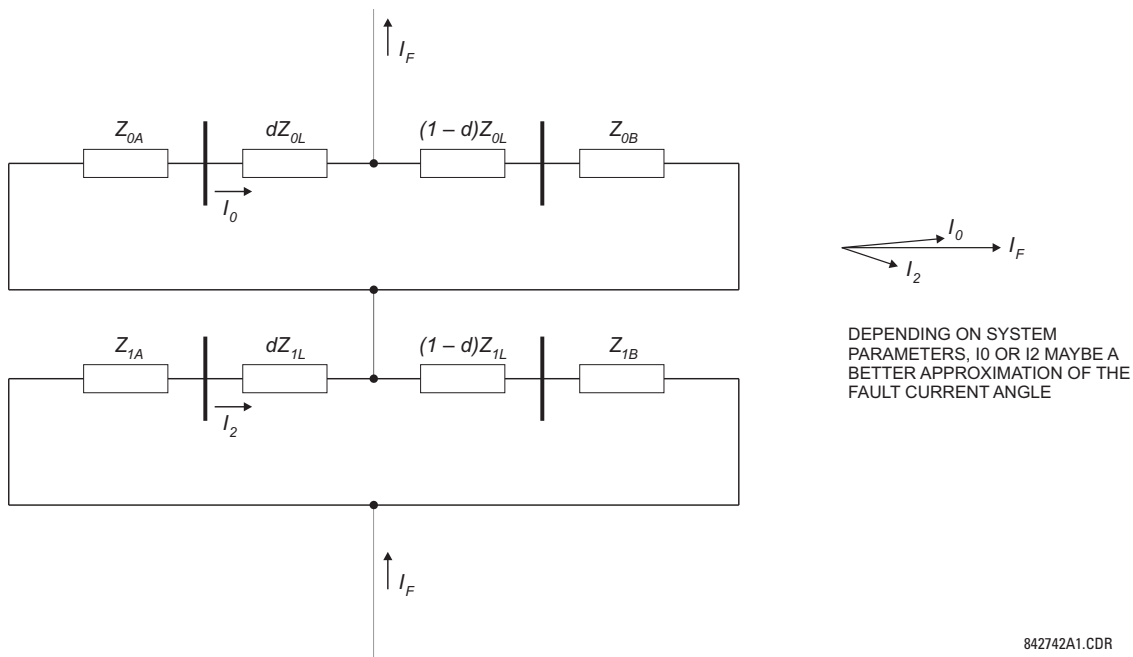 I_F
Z_0A dZ_0L (1 – d)Z_0L Z_0B
I_0
Z_1A dZ_1L (1 – d)Z_1L Z_1B
I_2
I_F
I_0
I_F
I_2
DEPENDING ON SYSTEM
PARAMETERS, I0 OR I2 MAYBE A
BETTER APPROXIMATION OF THE
FAULT CURRENT ANGLE
842742A1.CDR